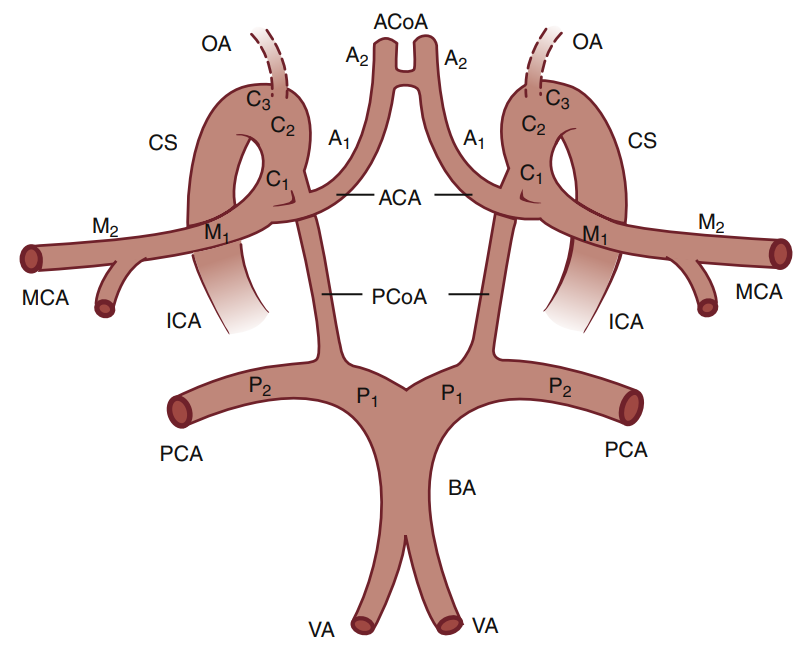 ACoA
OA OA
A2 A2
C3 C3
C2 C2
CS A1 A1 CS
C1 C1
ACA
M2 M2
M1 M1
MCA PCoA MCA
ICA ICA
P2 P1 P1 P2
PCA PCA
BA
VA VA